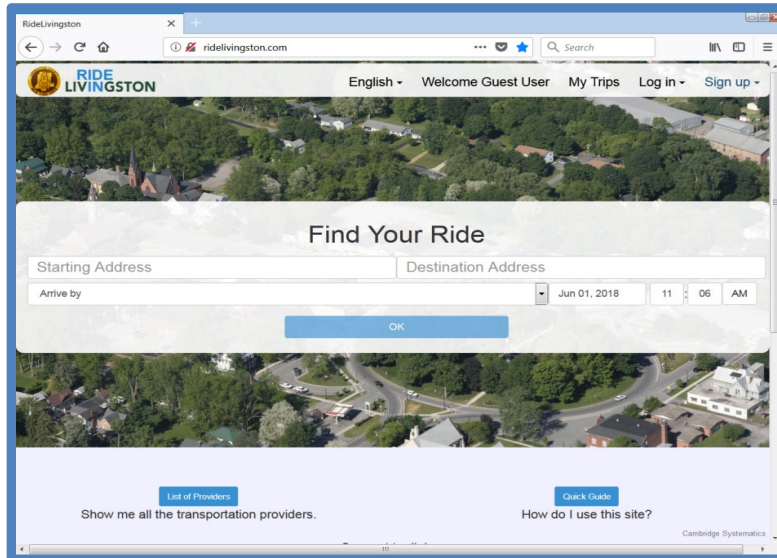 RideLivingston
ridelivingston.com
Search
RIDE
LIVINGSTON
English
Welcome Guest User
My Trips
Log in
Sign up
Find Your Ride
Starting Address
Destination Address
Arrive by
Jun 01, 2018
11 : 06 AM
OK
List of Providers
Quick Guide
Show me all the transportation providers.
How do I use this site?
Cambridge Systematics